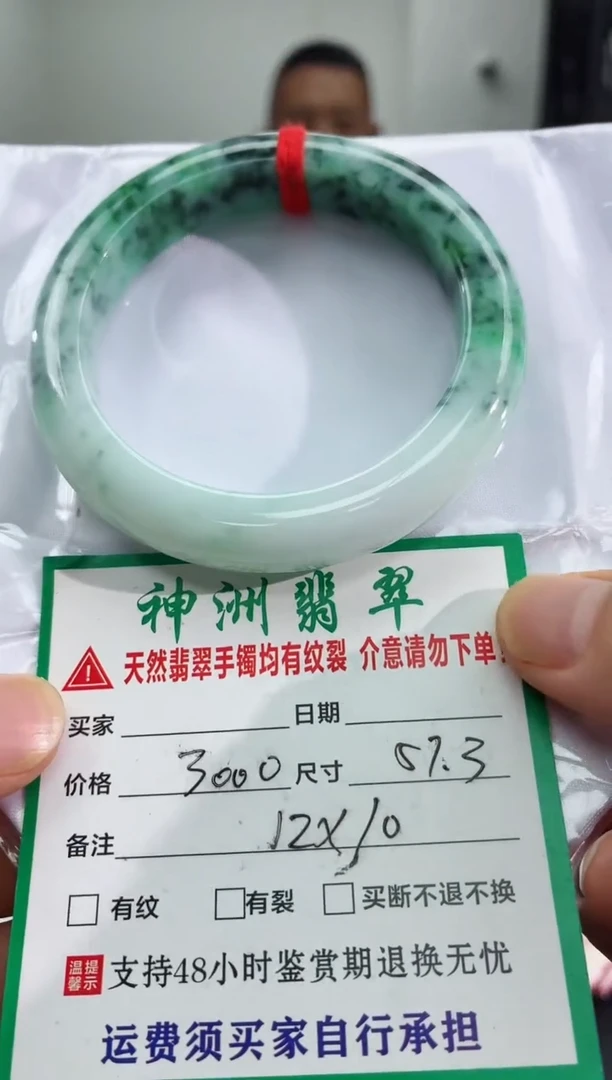 神洲翡翠
天然翡翠手镯均有纹裂 介意请勿下单!
买家 日期
价格 3000 尺寸 57.3
备注 12X10
有纹 有裂 买断不退不换
温馨提示 支持48小时鉴赏期退换无忧
运费须买家自行承担